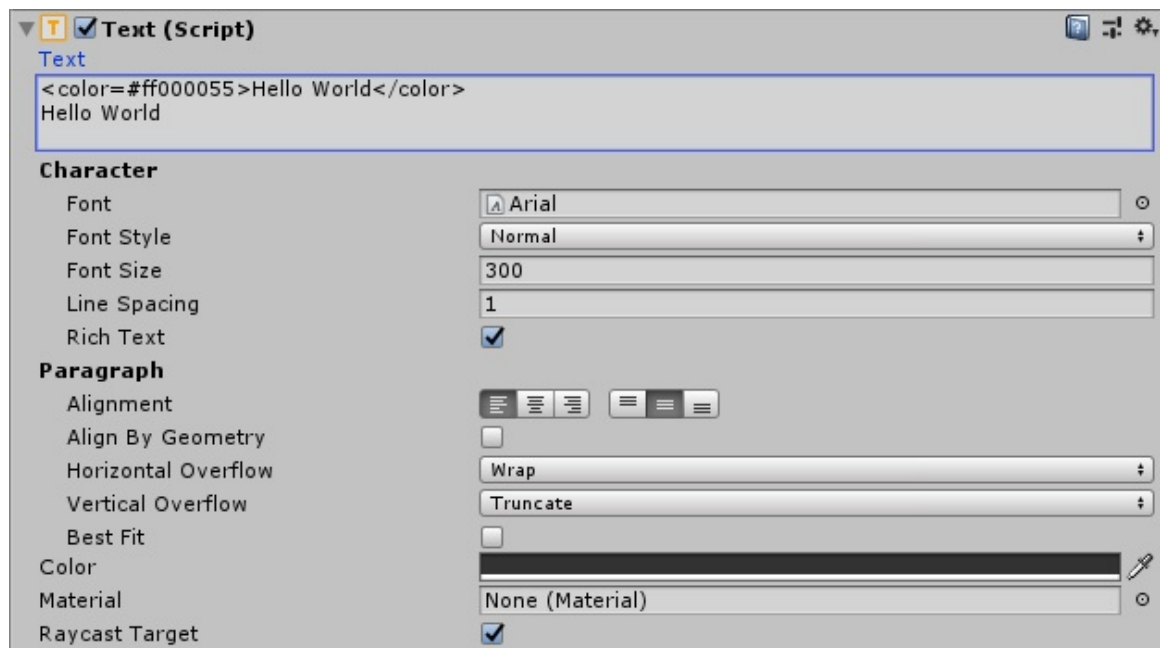 Text (Script)
Text
<color=#ff000055>Hello World</color>
Hello World
Character
Font Arial
Font Style Normal
Font Size 300
Line Spacing 1
Rich Text
Paragraph
Alignment
Align By Geometry
Horizontal Overflow Wrap
Vertical Overflow Truncate
Best Fit
Color
Material None (Material)
Raycast Target